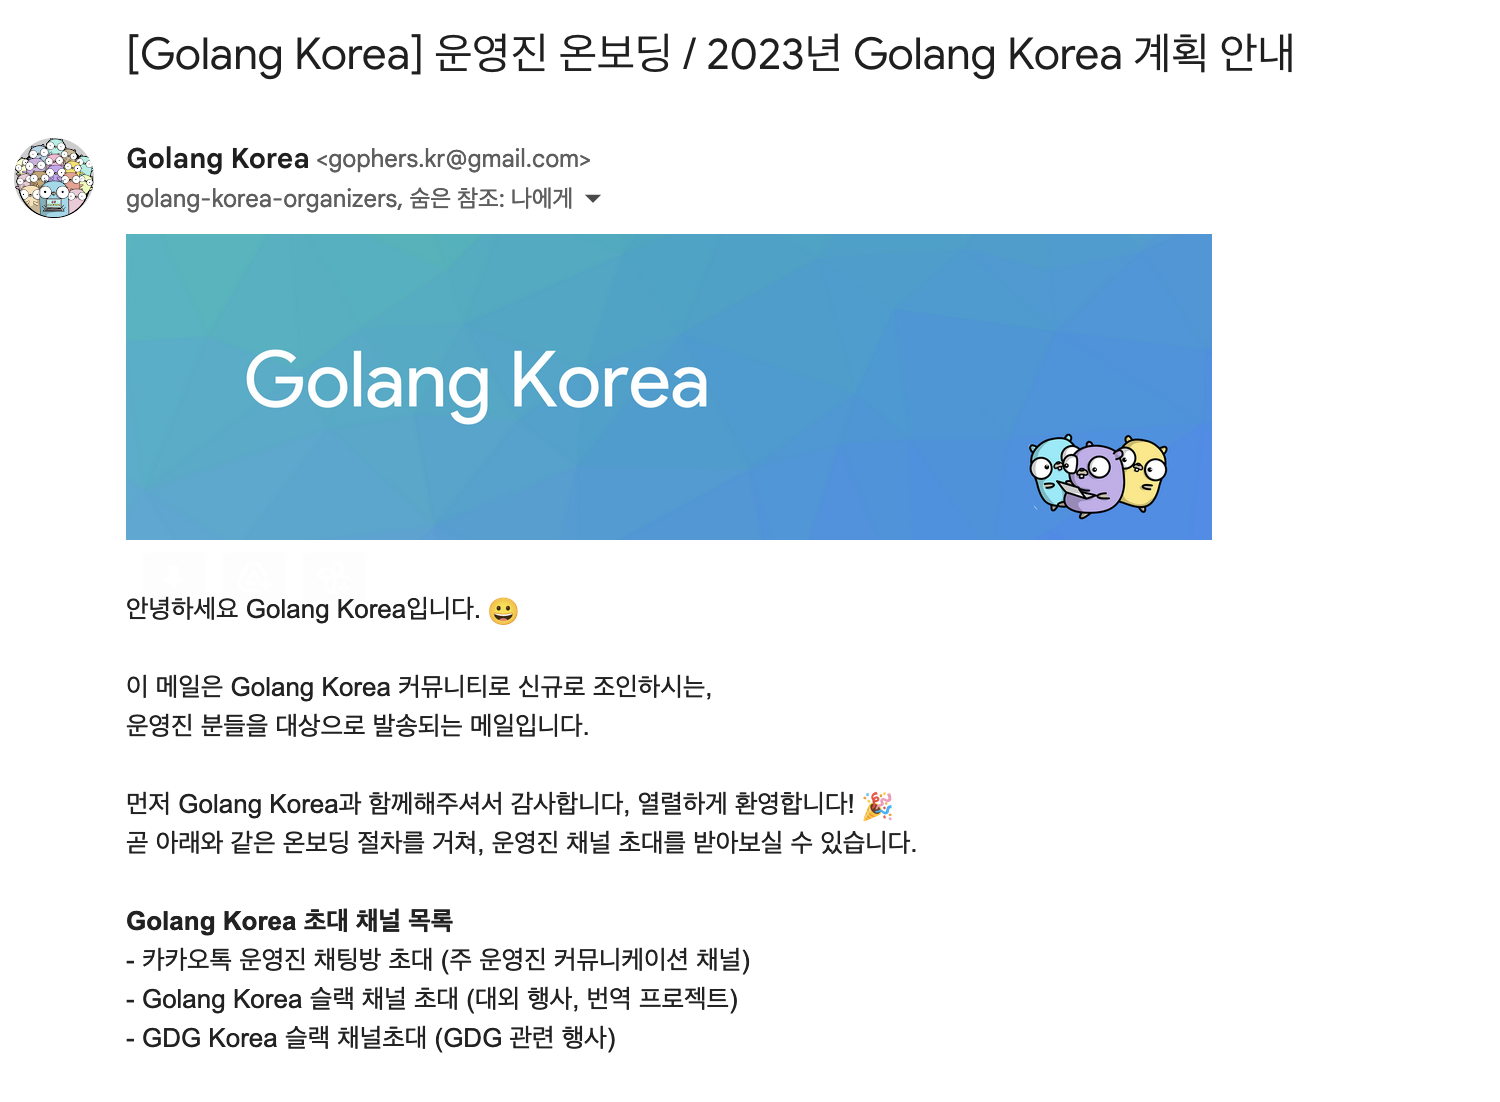 [Golang Korea] 운영진 온보딩 / 2023년 Golang Korea 계획 안내
Golang Korea <gophers.kr@gmail.com>
golang-korea-organizers, 숨은 참조: 나에게
Golang Korea
안녕하세요 Golang Korea입니다. 😀
이 메일은 Golang Korea 커뮤니티로 신규로 조인하시는,
운영진 분들을 대상으로 발송되는 메일입니다.
먼저 Golang Korea과 함께해주셔서 감사합니다, 열렬하게 환영합니다! 🎉
곧 아래와 같은 온보딩 절차를 거쳐, 운영진 채널 초대를 받아보실 수 있습니다.
Golang Korea 초대 채널 목록
- 카카오톡 운영진 채팅방 초대 (주 운영진 커뮤니케이션 채널)
- Golang Korea 슬랙 채널 초대 (대외 행사, 번역 프로젝트)
- GDG Korea 슬랙 채널초대 (GDG 관련 행사)